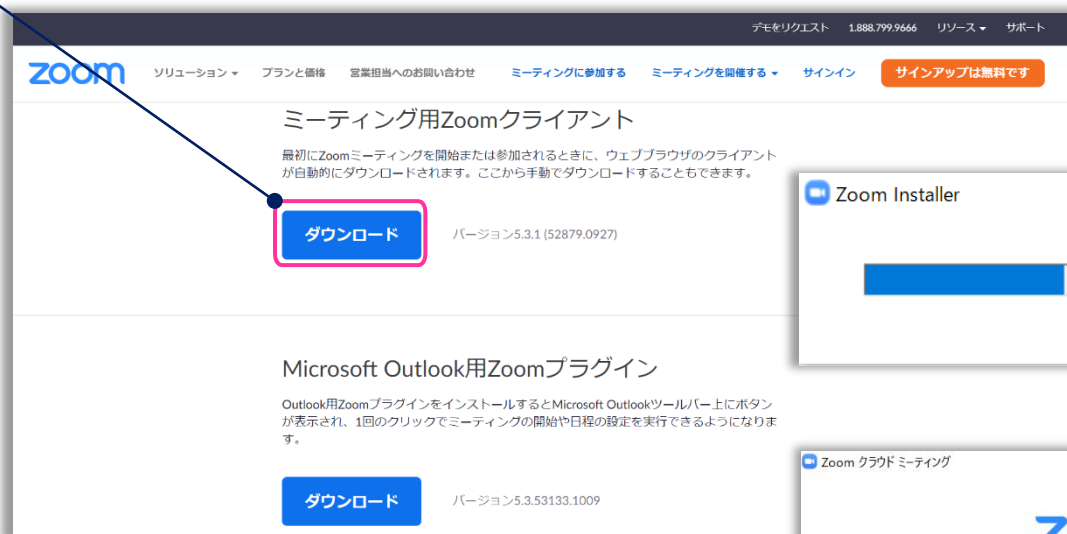 デモをリクエスト 1.888.799.9666 リソース サポート
zoom ソリューション プランと価格 営業担当へのお問い合わせ ミーティングに参加する ミーティングを開催する サインイン サインアップは無料です
ミーティング用Zoomクライアント
最初にZoomミーティングを開始または参加されるときに、ウェブブラウザのクライアント
が自動的にダウンロードされます。ここから手動でダウンロードすることもできます。
ダウンロード バージョン5.3.1 (52879.0927)
Zoom Installer
Microsoft Outlook用Zoomプラグイン
Outlook用ZoomプラグインをインストールするとMicrosoft Outlookツールバー上にボタン
が表示され、1回のクリックでミーティングの開始や日程の設定を実行できるようになりま
す。
ダウンロード バージョン5.3.53133.1009
Zoom クラウド ミーティング